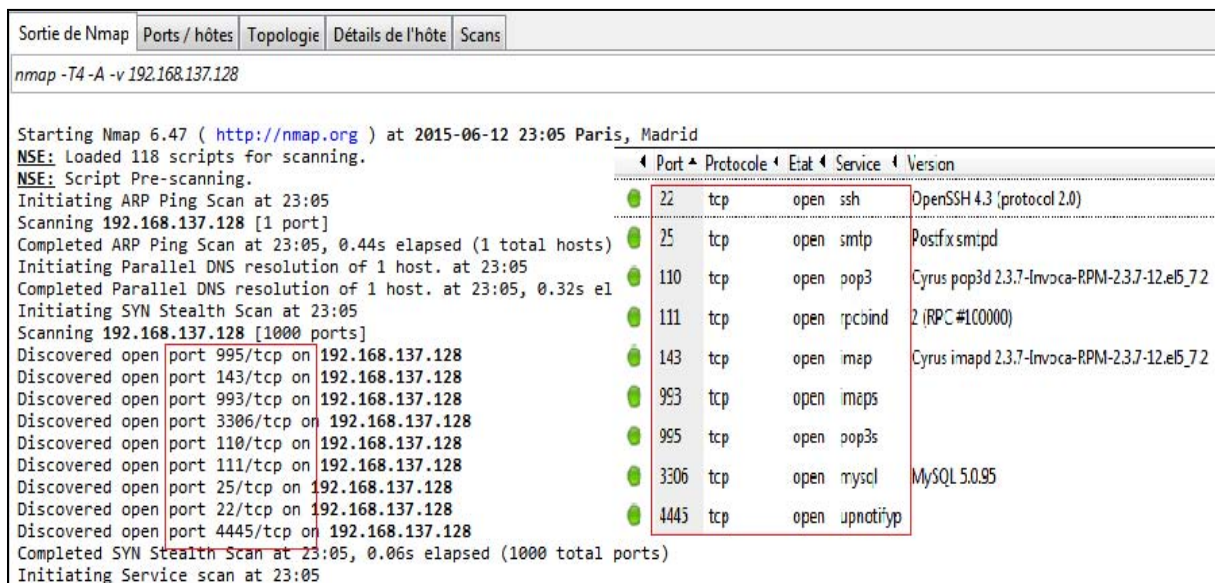 Sortie de Nmap Ports / hôtes Topologie Détails de l'hôte Scans
nmap -T4 -A -v 192.168.137.128
Starting Nmap 6.47 ( http://nmap.org ) at 2015-06-12 23:05 Paris, Madrid
NSE: Loaded 118 scripts for scanning.
NSE: Script Pre-scanning.
Initiating ARP Ping Scan at 23:05
Scanning 192.168.137.128 [1 port]
Completed ARP Ping Scan at 23:05, 0.44s elapsed (1 total hosts)
Initiating Parallel DNS resolution of 1 host. at 23:05
Completed Parallel DNS resolution of 1 host. at 23:05, 0.32s el
Initiating SYN Stealth Scan at 23:05
Scanning 192.168.137.128 [1000 ports]
Discovered open port 995/tcp on 192.168.137.128
Discovered open port 143/tcp on 192.168.137.128
Discovered open port 993/tcp on 192.168.137.128
Discovered open port 3306/tcp on 192.168.137.128
Discovered open port 110/tcp on 192.168.137.128
Discovered open port 111/tcp on 192.168.137.128
Discovered open port 25/tcp on 192.168.137.128
Discovered open port 22/tcp on 192.168.137.128
Discovered open port 4445/tcp on 192.168.137.128
Completed SYN Stealth Scan at 23:05, 0.06s elapsed (1000 total ports)
Initiating Service scan at 23:05
Port Protocole Etat Service Version
22 tcp open ssh OpenSSH 4.3 (protocol 2.0)
25 tcp open smtp Postfix smtpd
110 tcp open pop3 Cyrus pop3d 2.3.7-Invoca-RPM-2.3.7-12.el5_7.2
111 tcp open rpcbind 2 (RPC #100000)
143 tcp open imap Cyrus imapd 2.3.7-Invoca-RPM-2.3.7-12.el5_7.2
993 tcp open imaps
995 tcp open pop3s
3306 tcp open mysql MySQL 5.0.95
4445 tcp open upnotifyp